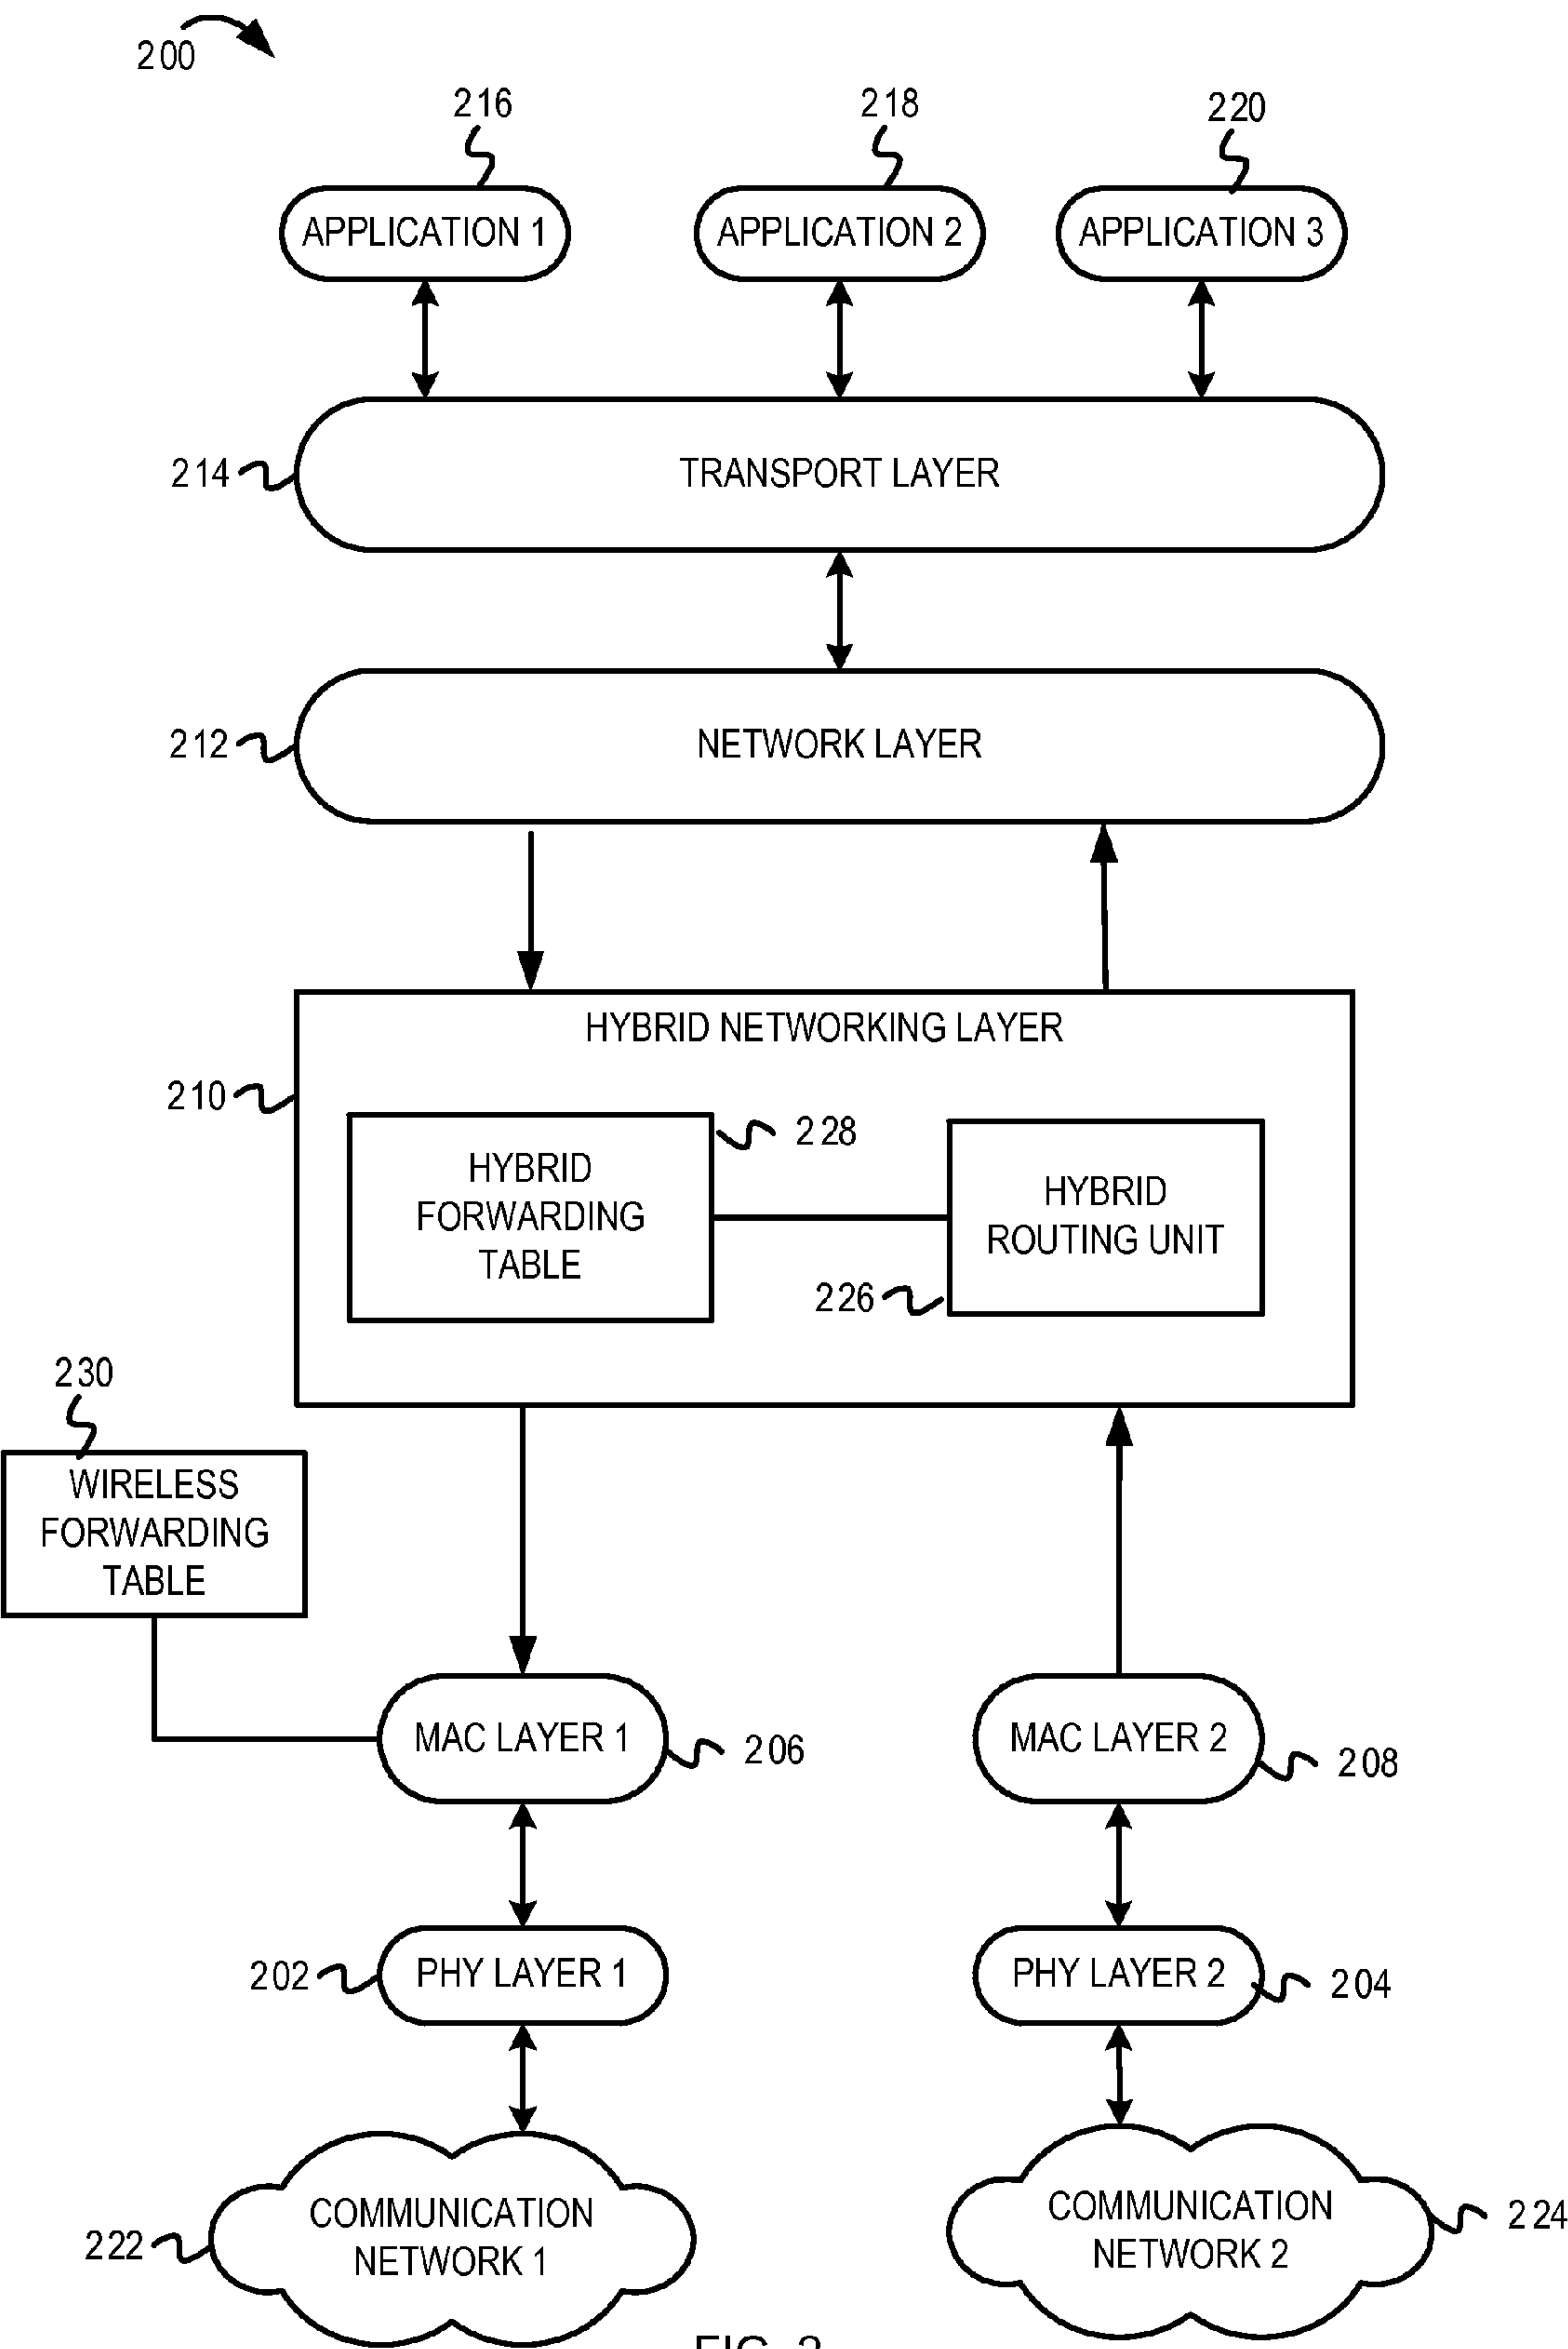 200
216
218
220
APPLICATION 1
APPLICATION 2
APPLICATION 3
214
TRANSPORT LAYER
212
NETWORK LAYER
HYBRID NETWORKING LAYER
210
228
HYBRID
FORWARDING
TABLE
HYBRID
ROUTING UNIT
226
230
WIRELESS
FORWARDING
TABLE
MAC LAYER 1
206
MAC LAYER 2
208
202
PHY LAYER 1
PHY LAYER 2
204
222
COMMUNICATION
NETWORK 1
COMMUNICATION
NETWORK 2
224